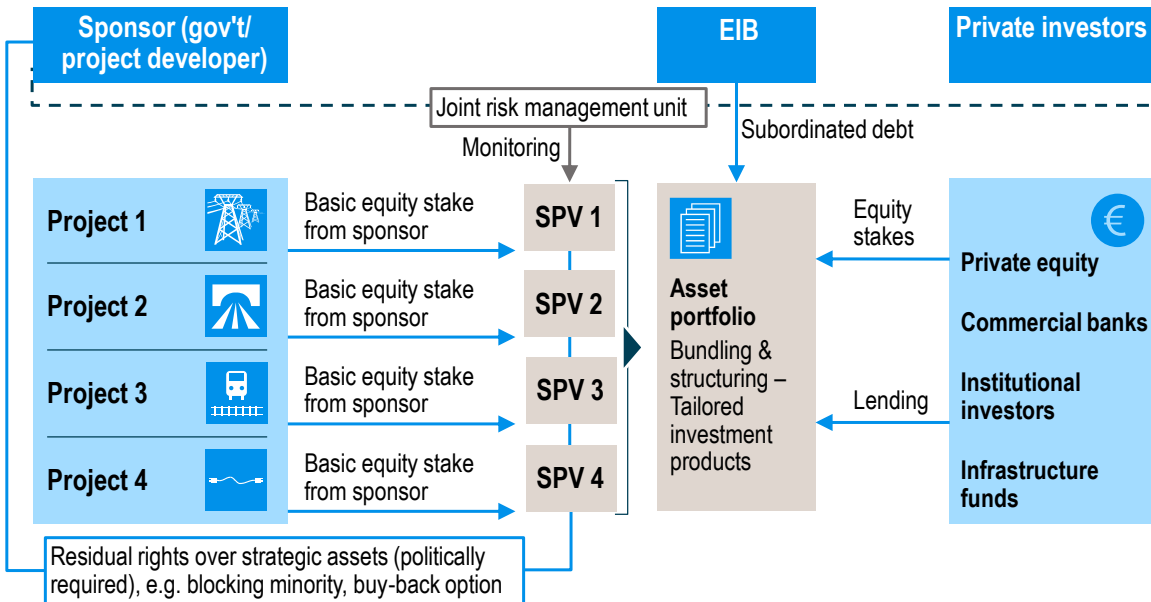 Sponsor (gov't/
project developer)
EIB
Private investors
Joint risk management unit
Monitoring
Subordinated debt
Project 1
Basic equity stake
from sponsor
SPV 1
Project 2
Basic equity stake
from sponsor
SPV 2
Project 3
Basic equity stake
from sponsor
SPV 3
Project 4
Basic equity stake
from sponsor
SPV 4
Asset
portfolio
Bundling &
structuring –
Tailored
investment
products
Equity
stakes
Lending
€
Private equity
Commercial banks
Institutional
investors
Infrastructure
funds
Residual rights over strategic assets (politically
required), e.g. blocking minority, buy-back option